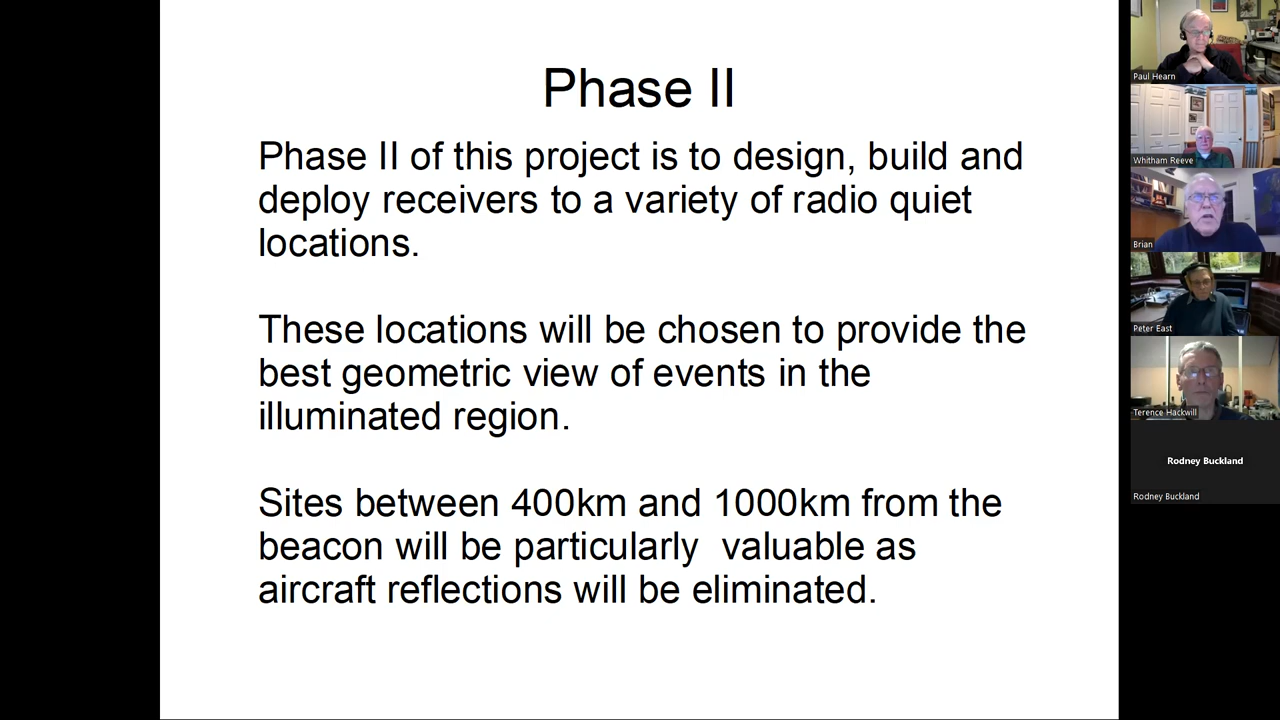 Phase II
Phase II of this project is to design, build and
deploy receivers to a variety of radio quiet
locations.
These locations will be chosen to provide the
best geometric view of events in the
illuminated region.
Sites between 400km and 1000km from the
beacon will be particularly  valuable as
aircraft reflections will be eliminated.
Paul Hearn
Whitham Reeve
Brian
Peter East
Terence Hackwill
Rodney Buckland
Rodney Buckland